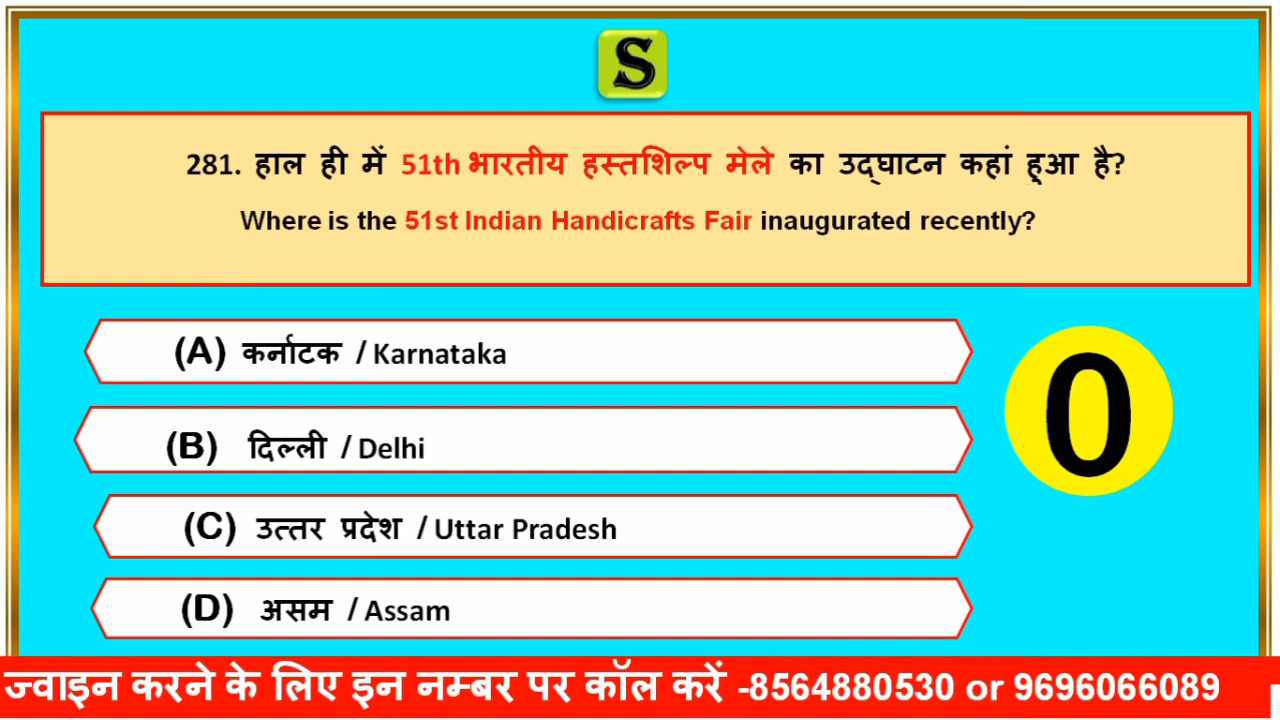 S
281. हाल ही में 51th भारतीय हस्तशिल्प मेले का उद्घाटन कहां हुआ है?
Where is the 51st Indian Handicrafts Fair inaugurated recently?
(A) कर्नाटक / Karnataka
(B) दिल्ली / Delhi
(C) उत्तर प्रदेश / Uttar Pradesh
(D) असम / Assam
0
ज्वाइन करने के लिए इन नम्बर पर कॉल करें -8564880530 or 9696066089